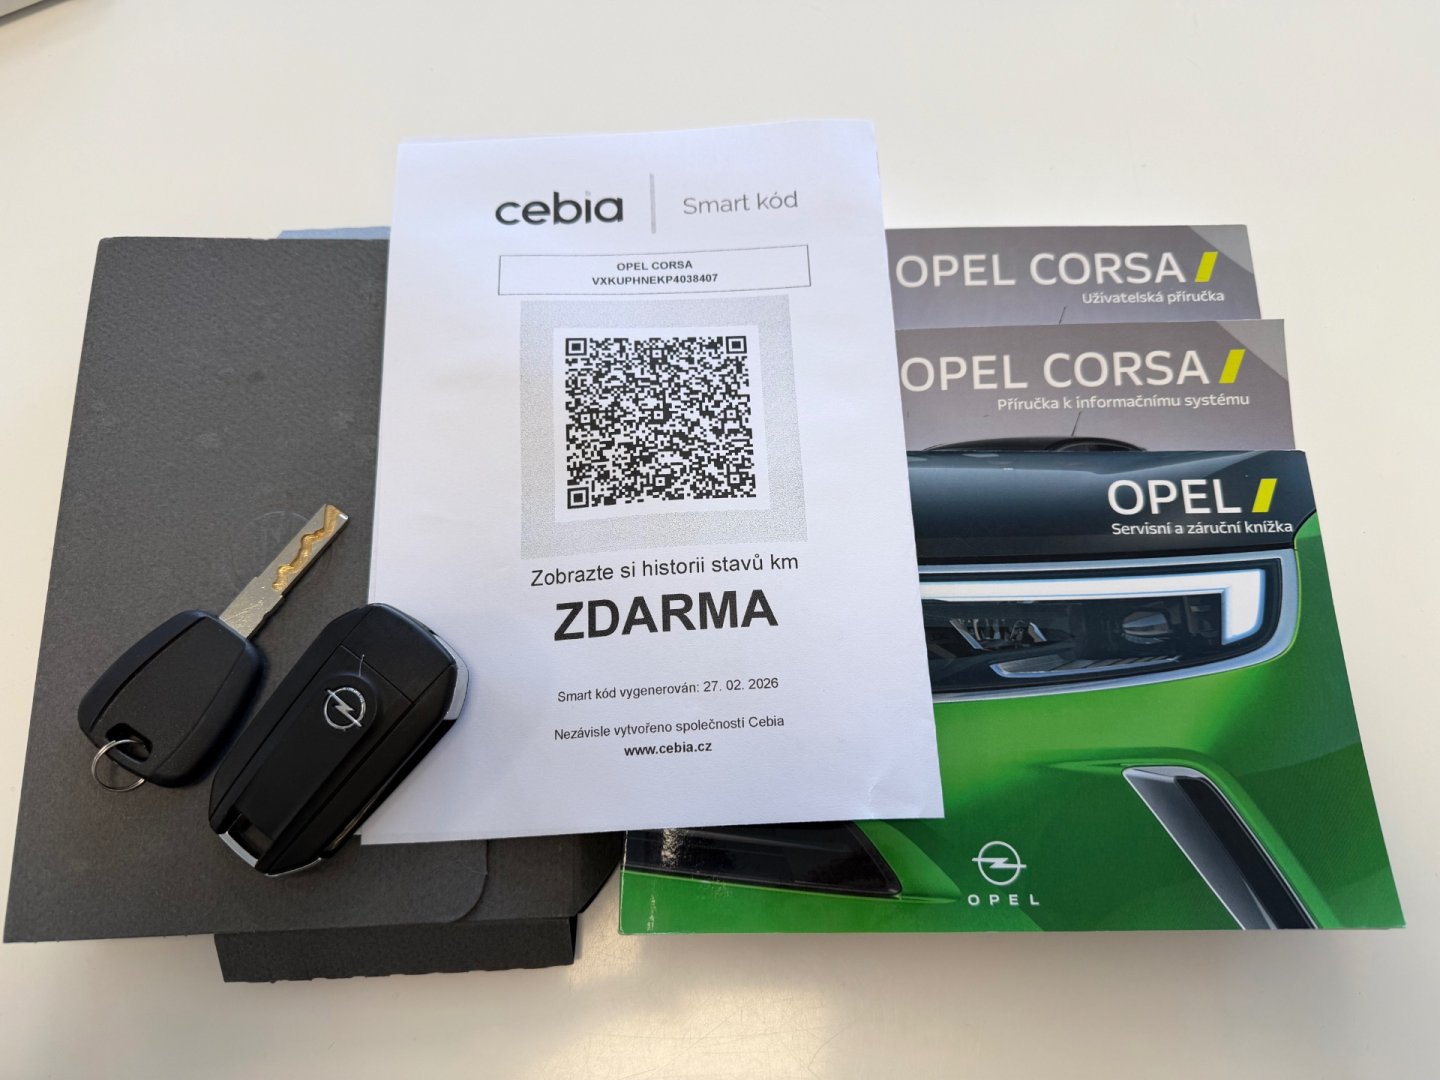 cebia
Smart kód
OPEL CORSA
VXKUPHNEKP4038407
Zobrazte si historii stavů km
ZDARMA
Smart kód vygenerován: 27. 02. 2026
Nezávisle vytvořeno společností Cebia
www.cebia.cz
OPEL CORSA
Uživatelská příručka
OPEL CORSA
Příručka k informačnímu systému
OPEL
Servisní a záruční knížka
OPEL